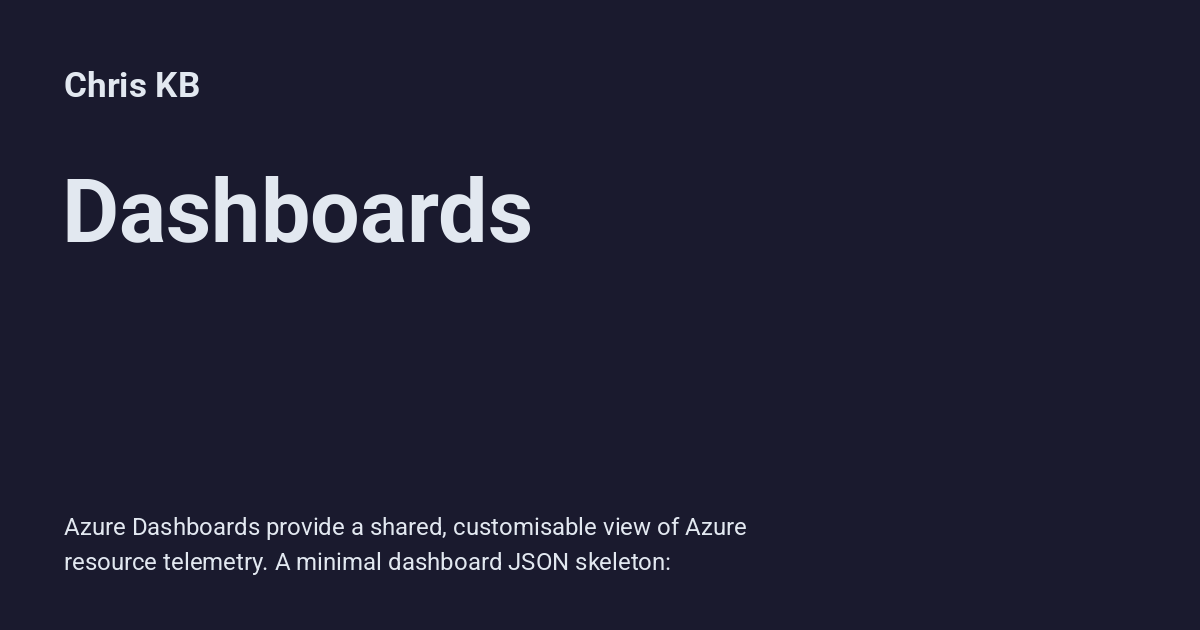 Chris KB
Dashboards
Azure Dashboards provide a shared, customisable view of Azure
resource telemetry. A minimal dashboard JSON skeleton: